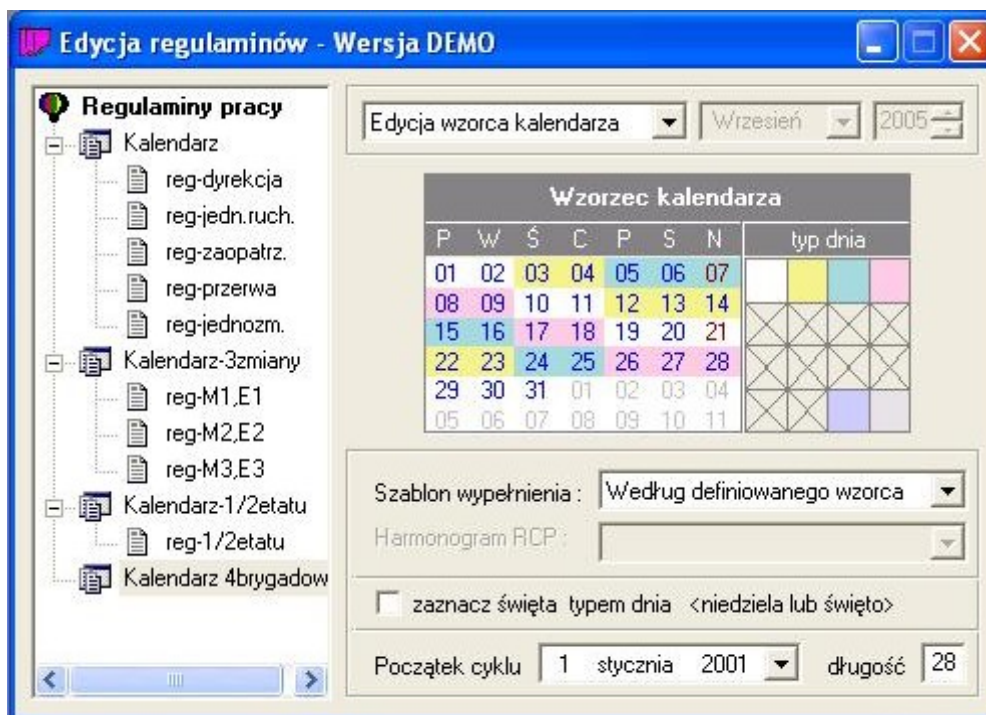 Edycja regulaminów - Wersja DEMO
Regulaminy pracy
Kalendarz
reg-dyrekcja
reg-jedn.ruch.
reg-zaopatrz.
reg-przerwa
reg-jednozm.
Kalendarz-3zmiany
reg-M1,E1
reg-M2,E2
reg-M3,E3
Kalendarz-1/2etatu
reg-1/2etatu
Kalendarz 4brygadow
Edycja wzorca kalendarza Wrzesień 2005
Wzorzec kalendarza
P W Ś C P S N typ dnia
01 02 03 04 05 06 07
08 09 10 11 12 13 14
15 16 17 18 19 20 21
22 23 24 25 26 27 28
29 30 31 01 02 03 04
05 06 07 08 09 10 11
Szablon wypełnienia : Według definiowanego wzorca
Harmonogram RCP :
zaznacz święta typem dnia <niedziela lub święto>
Początek cyklu 1 stycznia 2001 długość 28